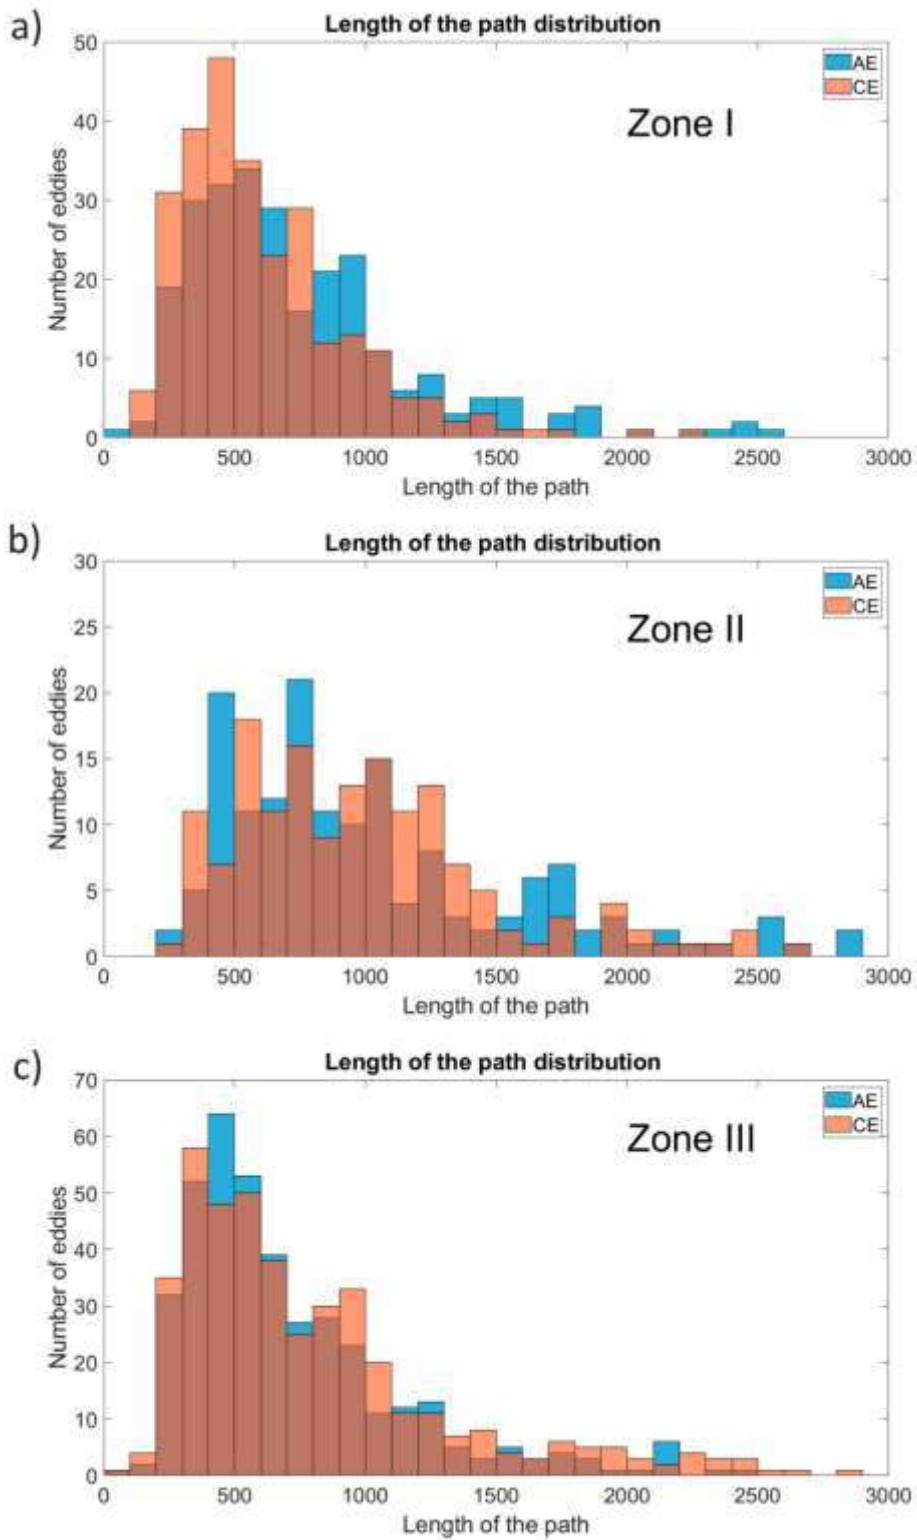 a)
Length of the path distribution
50
40
30
20
10
0
Number of eddies
AE
CE
Zone I
0 500 1000 1500 2000 2500 3000
Length of the path
b)
Length of the path distribution
30
25
20
15
10
5
0
Number of eddies
AE
CE
Zone II
0 500 1000 1500 2000 2500 3000
Length of the path
c)
Length of the path distribution
70
60
50
40
30
20
10
0
Number of eddies
AE
CE
Zone III
0 500 1000 1500 2000 2500 3000
Length of the path